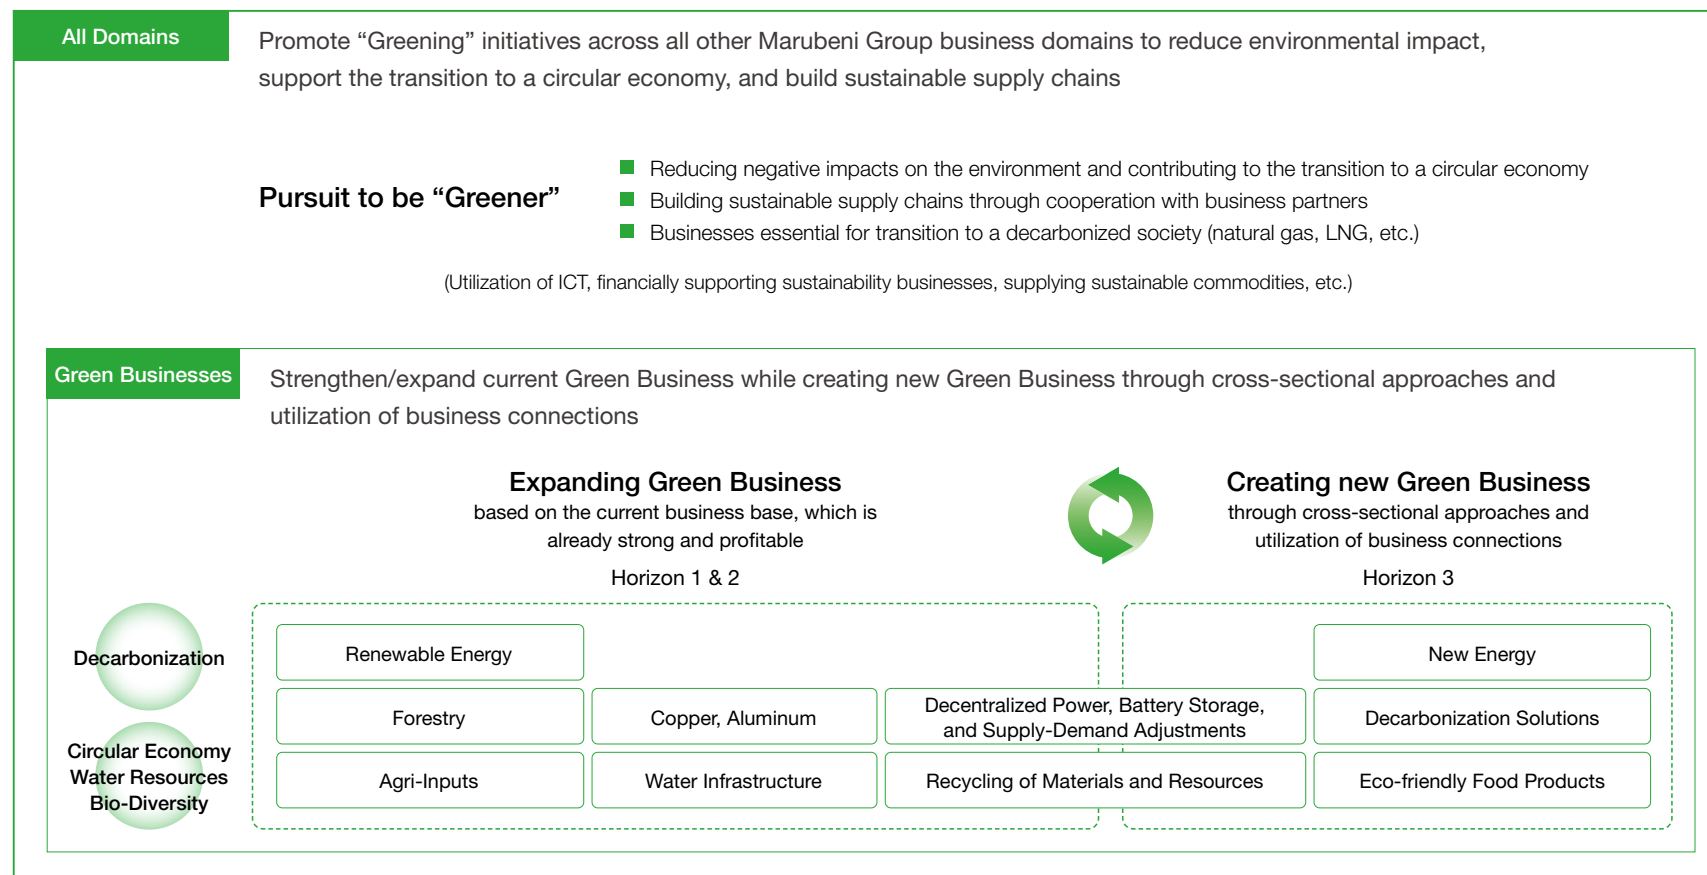 All Domains
Promote “Greening” initiatives across all other Marubeni Group business domains to reduce environmental impact,
support the transition to a circular economy, and build sustainable supply chains
Pursuit to be “Greener”
Reducing negative impacts on the environment and contributing to the transition to a circular economy
Building sustainable supply chains through cooperation with business partners
Businesses essential for transition to a decarbonized society (natural gas, LNG, etc.)
(Utilization of ICT, financially supporting sustainability businesses, supplying sustainable commodities, etc.)
Green Businesses
Strengthen/expand current Green Business while creating new Green Business through cross-sectional approaches and
utilization of business connections
Expanding Green Business
based on the current business base, which is
already strong and profitable
Horizon 1 & 2
Creating new Green Business
through cross-sectional approaches and
utilization of business connections
Horizon 3
Decarbonization
Renewable Energy
New Energy
Forestry
Copper, Aluminum
Decentralized Power, Battery Storage,
and Supply-Demand Adjustments
Decarbonization Solutions
Circular Economy
Water Resources
Bio-Diversity
Agri-Inputs
Water Infrastructure
Recycling of Materials and Resources
Eco-friendly Food Products